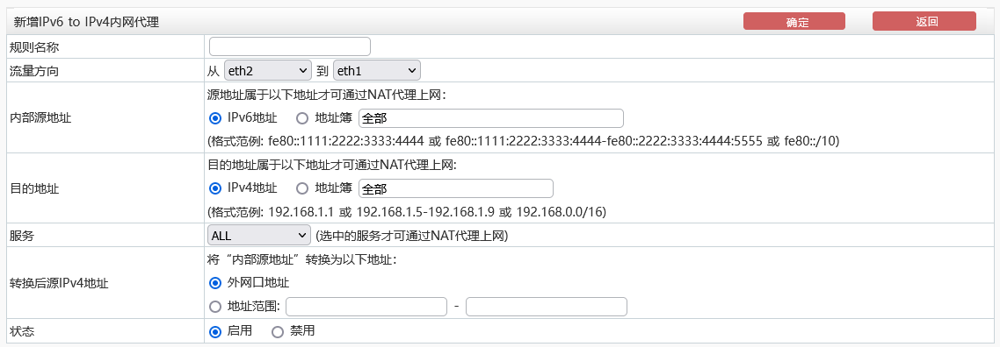 新增IPv6 to IPv4内网代理 确定 返回
规则名称
流量方向 从 eth2 到 eth1
源地址属于以下地址才可通过NAT代理上网:
内部源地址 IPv6地址 地址簿 全部
(格式范例: fe80::1111:2222:3333:4444 或 fe80::1111:2222:3333:4444-fe80::2222:3333:4444:5555 或 fe80::/10)
目的地址属于以下地址才可通过NAT代理上网:
目的地址 IPv4地址 地址簿 全部
(格式范例: 192.168.1.1 或 192.168.1.5-192.168.1.9 或 192.168.0.0/16)
服务 ALL (选中的服务才可通过NAT代理上网)
将“内部源地址”转换为以下地址:
转换后源IPv4地址 外网口地址
地址范围: -
状态 启用 禁用